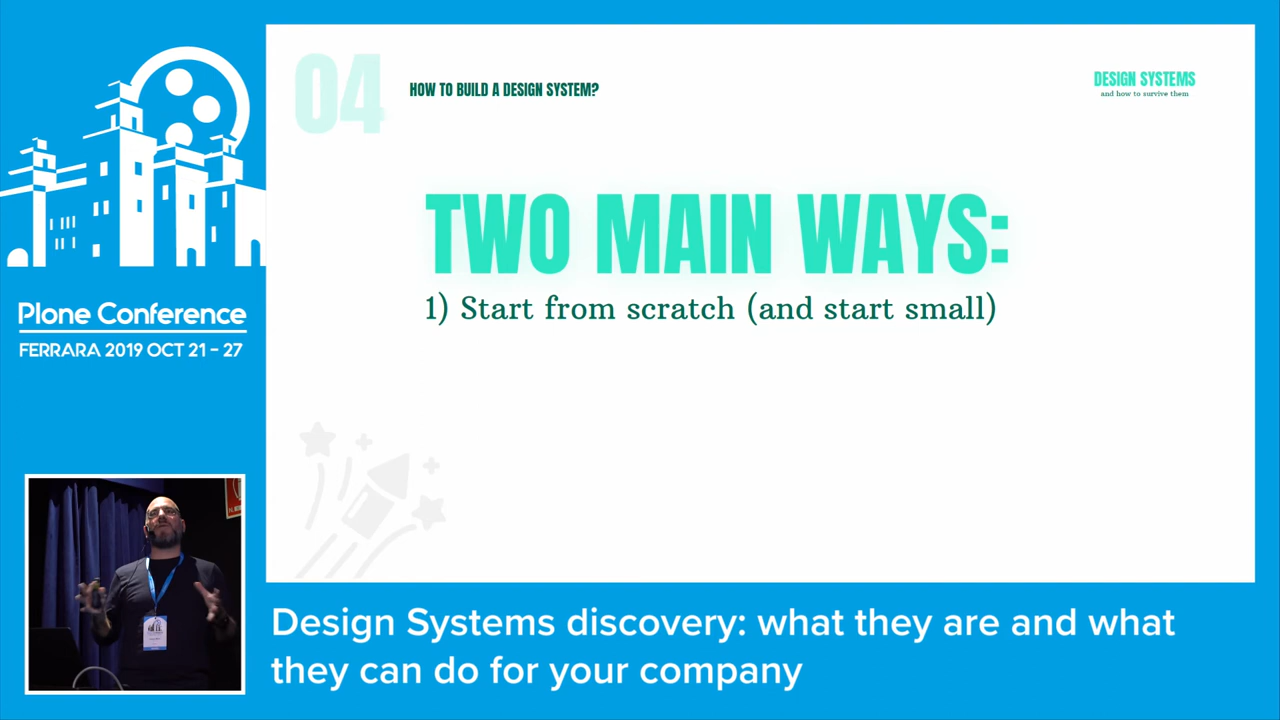 04
HOW TO BUILD A DESIGN SYSTEM?
DESIGN SYSTEMS
and how to survive them
TWO MAIN WAYS:
1) Start from scratch (and start small)
Plone Conference
FERRARA 2019 OCT 21 - 27
Design Systems discovery: what they are and what
they can do for your company